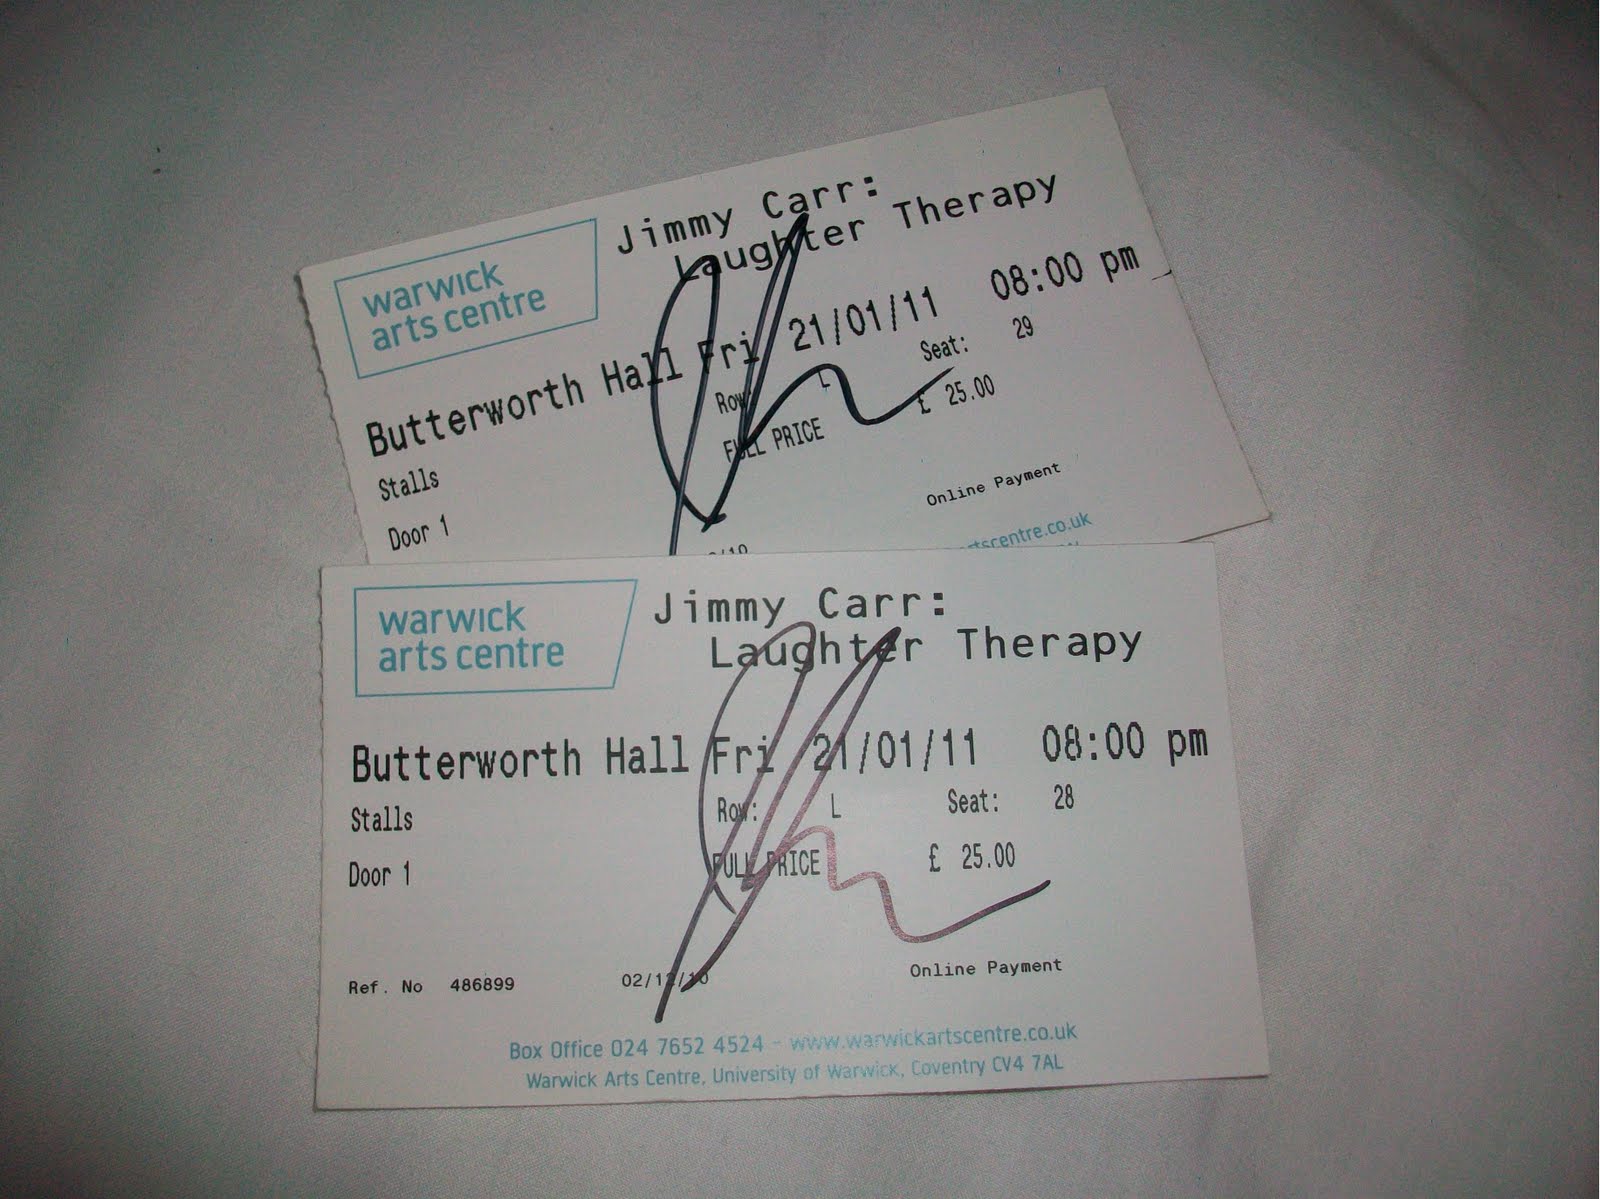 warwick
arts centre
Jimmy Carr:
Laughter Therapy
Butterworth Hall Fri 21/01/11 08:00 pm
Stalls Row: L Seat: 29
Door 1 FULL PRICE £ 25.00
Online Payment
warwick
arts centre
Jimmy Carr:
Laughter Therapy
Butterworth Hall Fri 21/01/11 08:00 pm
Stalls Row: L Seat: 28
Door 1 FULL PRICE £ 25.00
Ref. No 486899 02/12/10 Online Payment
Box Office 024 7652 4524 - www.warwickartscentre.co.uk
Warwick Arts Centre, University of Warwick, Coventry CV4 7AL